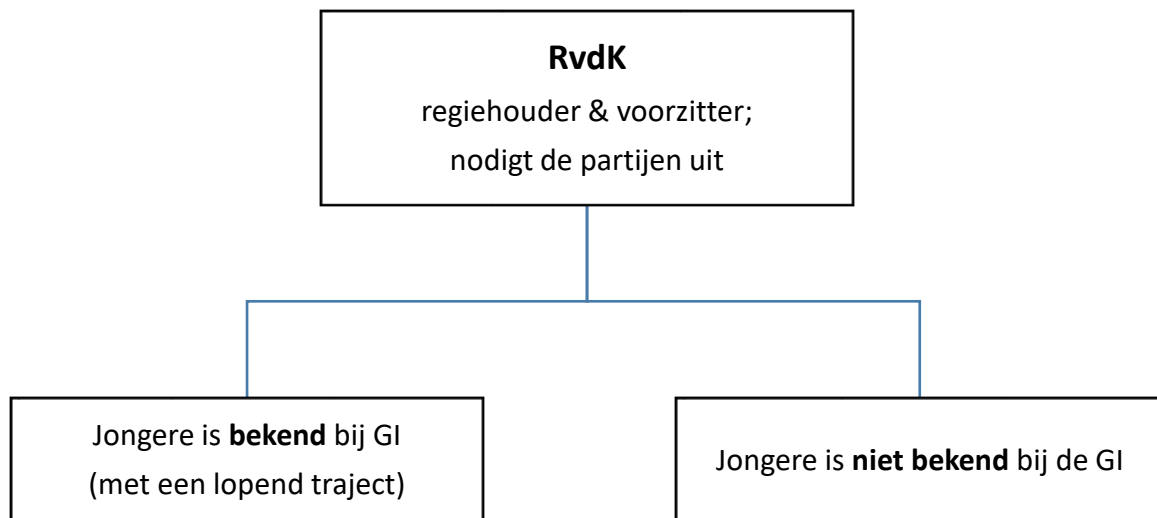 RvdK
regiehouder & voorzitter;
nodigt de partijen uit
Jongere is bekend bij GI
(met een lopend traject)
Jongere is niet bekend bij de GI